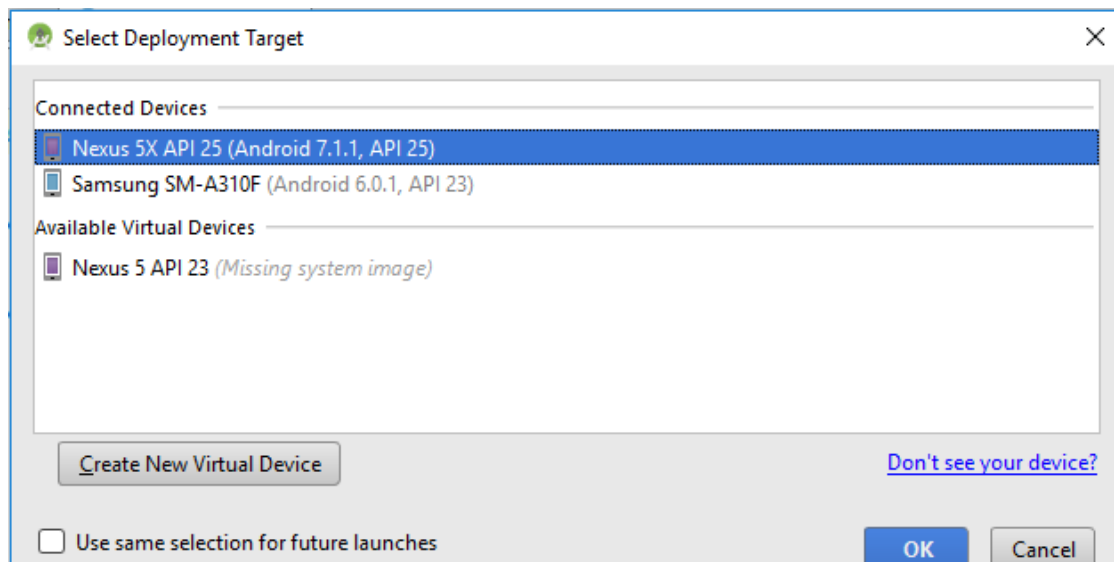 Select Deployment Target
Connected Devices
Nexus 5X API 25 (Android 7.1.1, API 25)
Samsung SM-A310F (Android 6.0.1, API 23)
Available Virtual Devices
Nexus 5 API 23 (Missing system image)
Create New Virtual Device
Don't see your device?
Use same selection for future launches
OK
Cancel